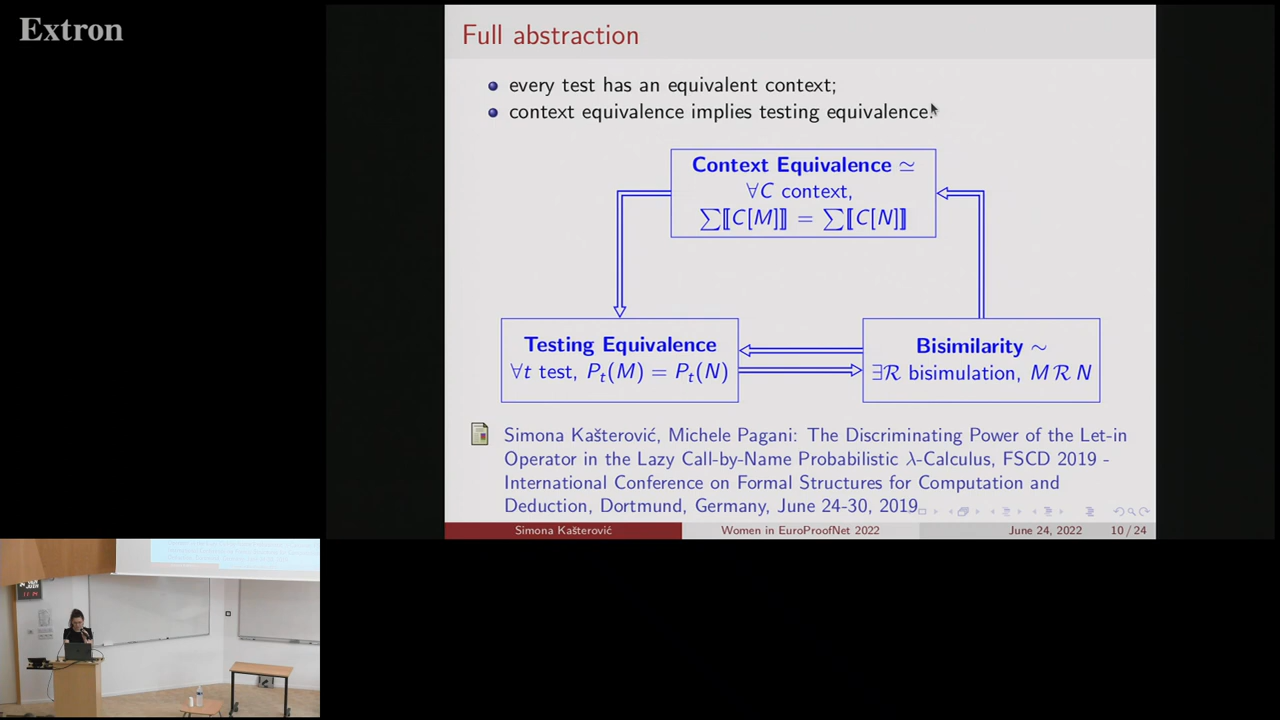 Extron
Full abstraction
every test has an equivalent context;
context equivalence implies testing equivalence.
Context Equivalence ≃
∀C context,
∑⟦C[M]⟧ = ∑⟦C[N]⟧
Testing Equivalence
∀t test, Pt(M) = Pt(N)
Bisimilarity ∼
∃R bisimulation, M R N
Simona Kašterović, Michele Pagani: The Discriminating Power of the Let-in
Operator in the Lazy Call-by-Name Probabilistic λ-Calculus, FSCD 2019 -
International Conference on Formal Structures for Computation and
Deduction, Dortmund, Germany, June 24-30, 2019
Simona Kašterović
Women in EuroProofNet 2022
June 24, 2022
10 / 24